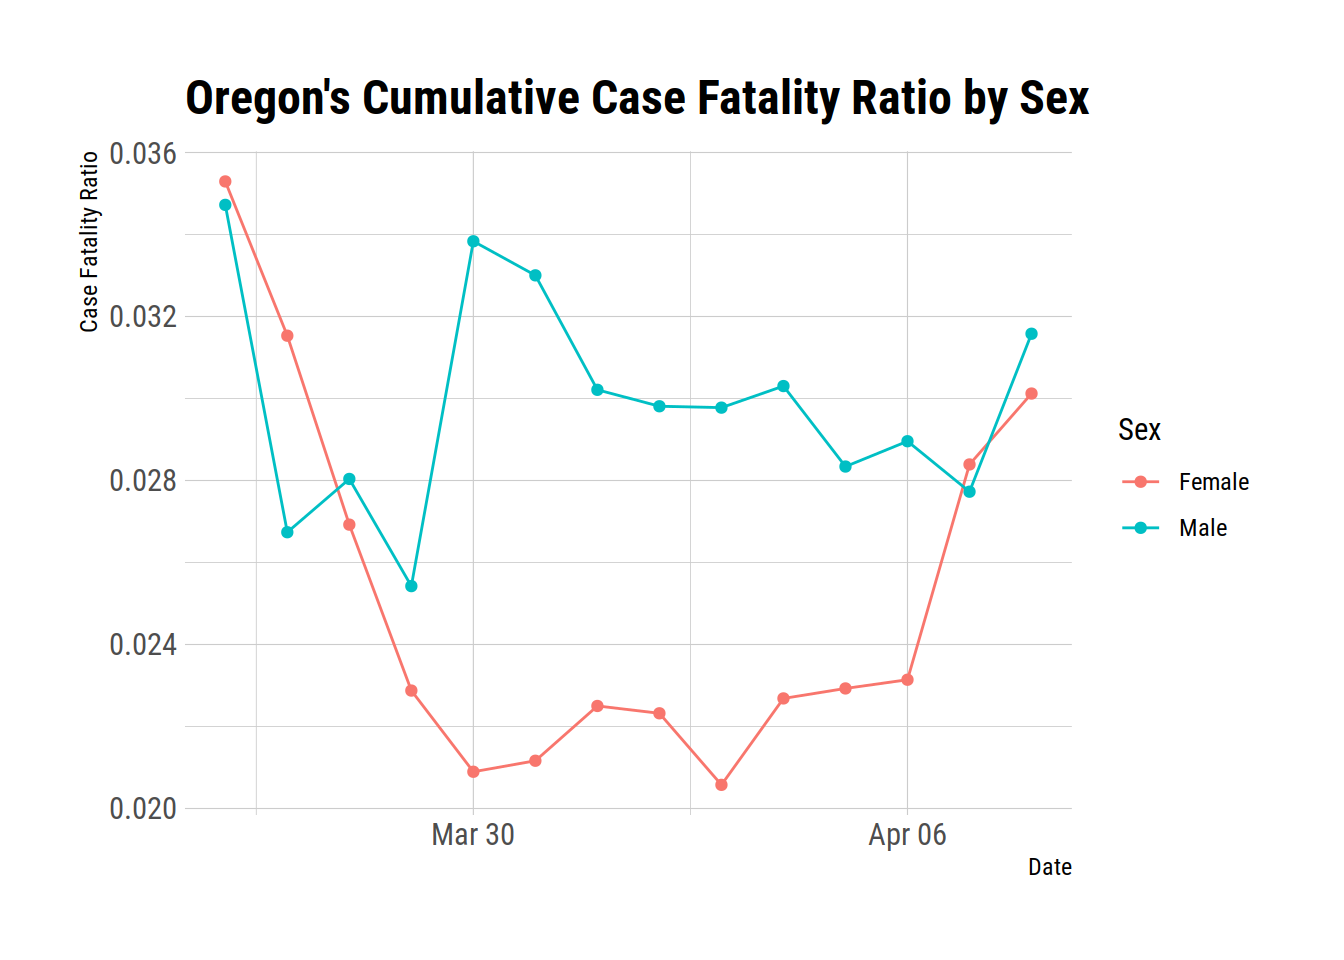 Oregon's Cumulative Case Fatality Ratio by Sex
Case Fatality Ratio
0.036
0.032
0.028
0.024
0.020
Mar 30
Apr 06
Date
Sex
Female
Male